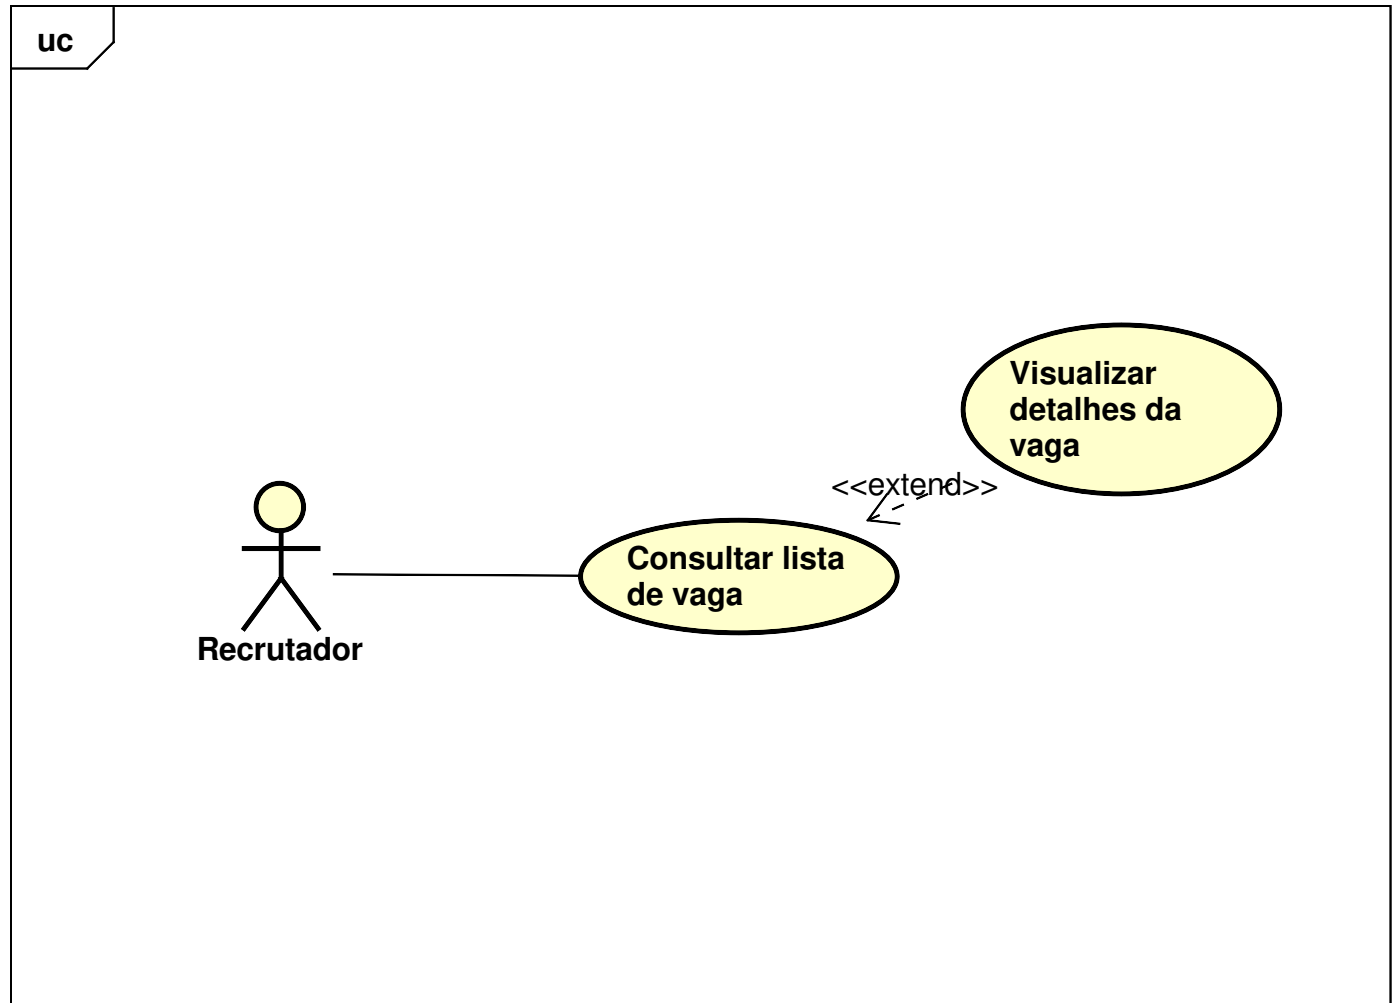 uc
Visualizar
detalhes da
vaga
<<extend>>
Consultar lista
de vaga
Recrutador